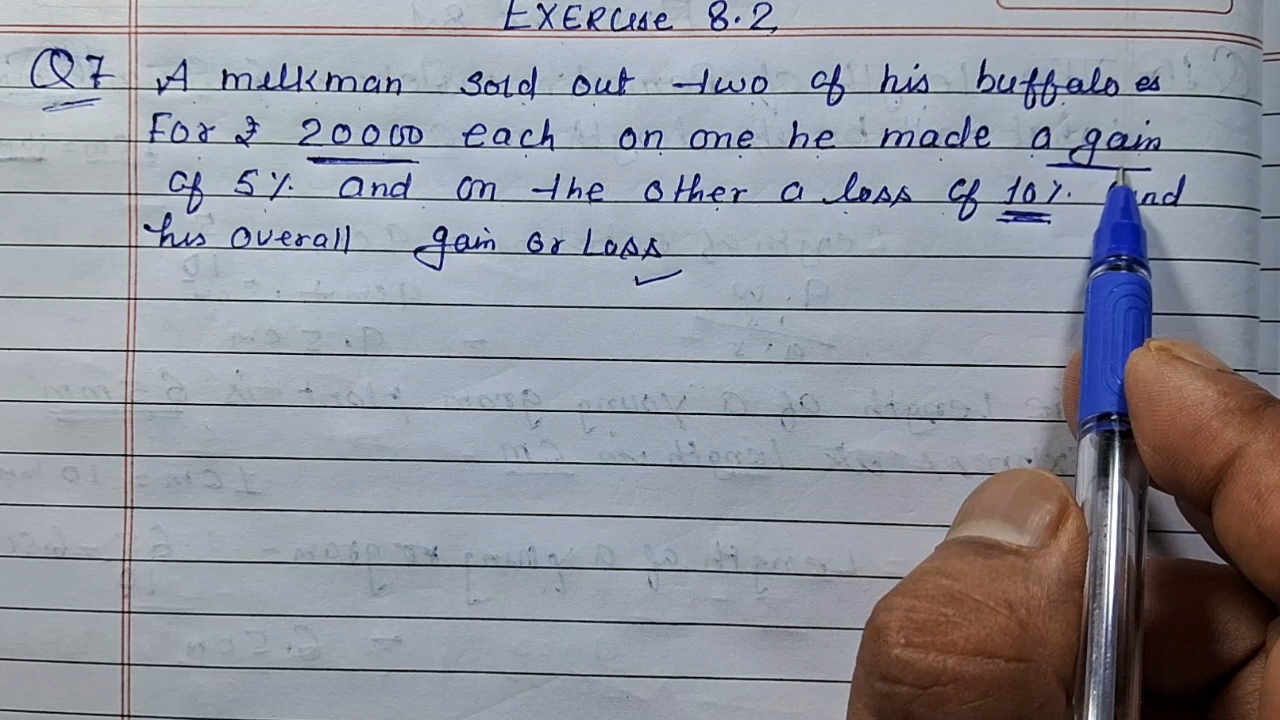 EXERCISE 8.2
Q7 A milkman sold out two of his buffaloes
For ₹ 20000 each on one he made a gain
of 5% and on the other a loss of 10%.
his overall gain or Loss